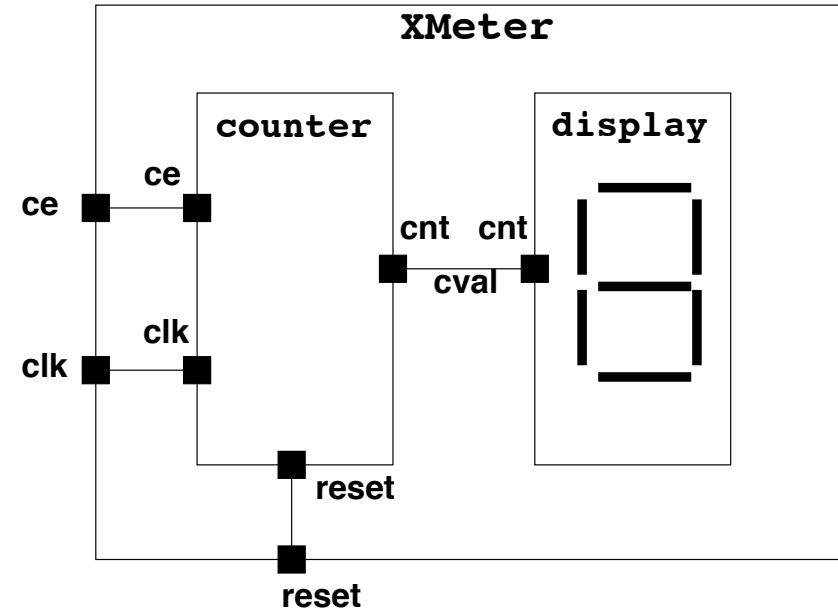 XMeter
counter
display
ce
ce
cnt
cnt
cval
clk
clk
reset
reset